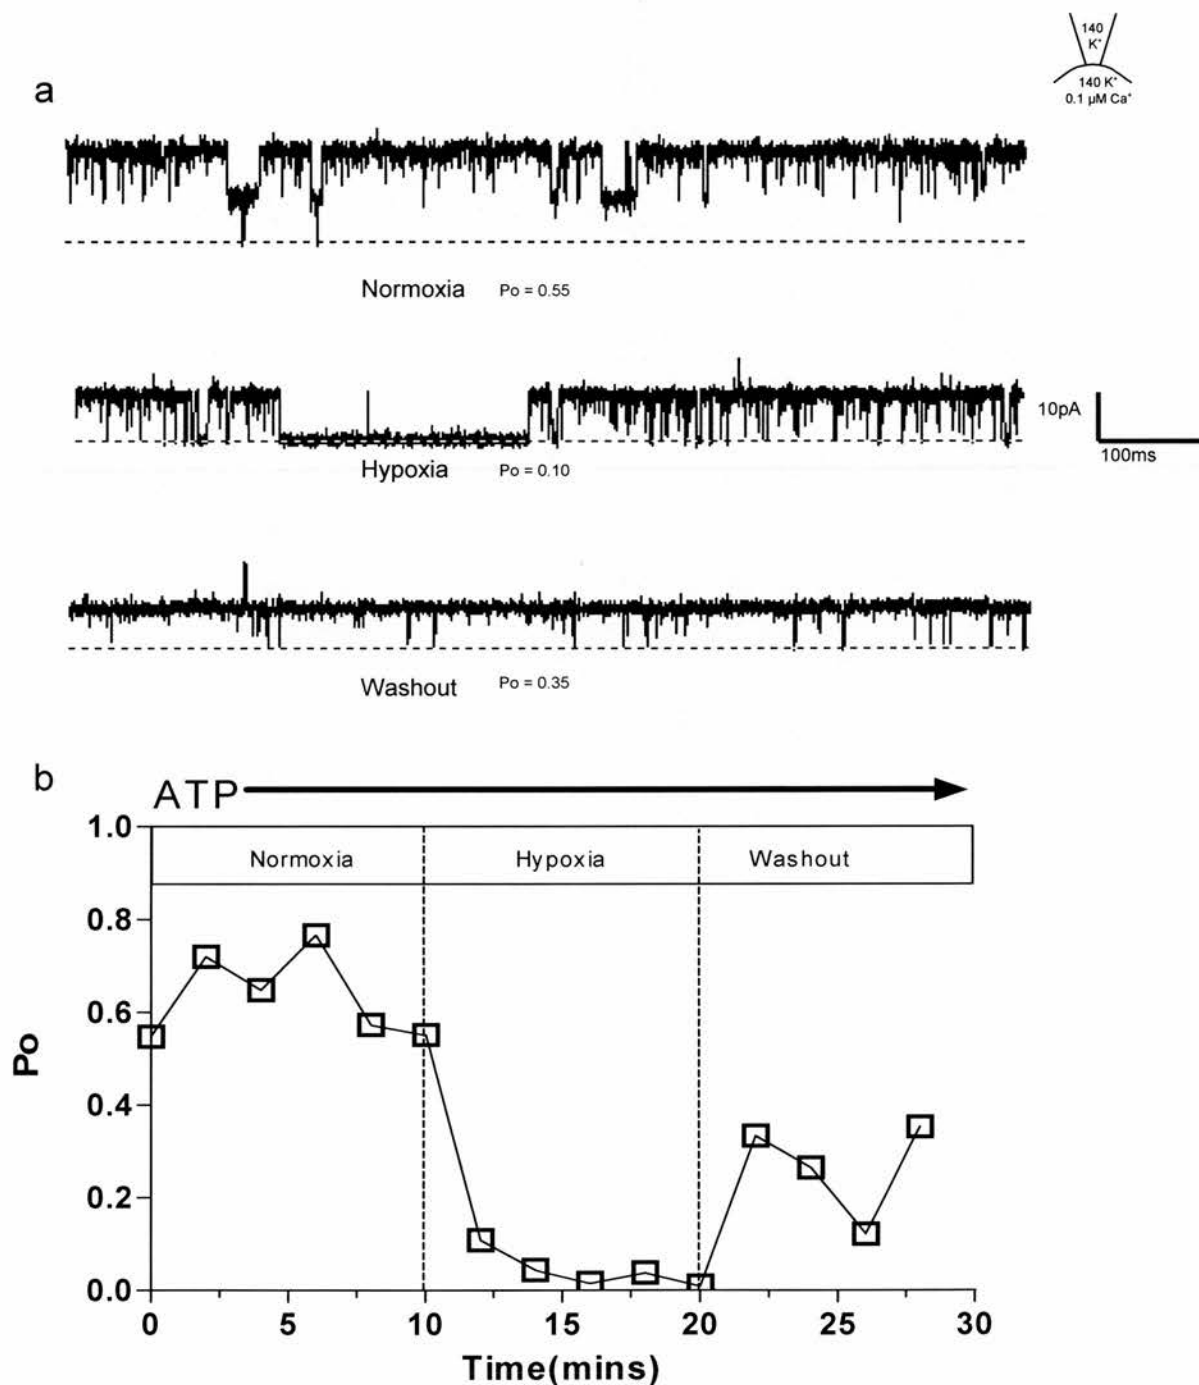 140
K⁺
140 K⁺
0.1 µM Ca⁺
a
Normoxia Po = 0.55
10pA
100ms
Hypoxia Po = 0.10
Washout Po = 0.35
b
ATP
Normoxia Hypoxia Washout
1.0
0.8
0.6
0.4
0.2
0.0
Po
0 5 10 15 20 25 30
Time(mins)